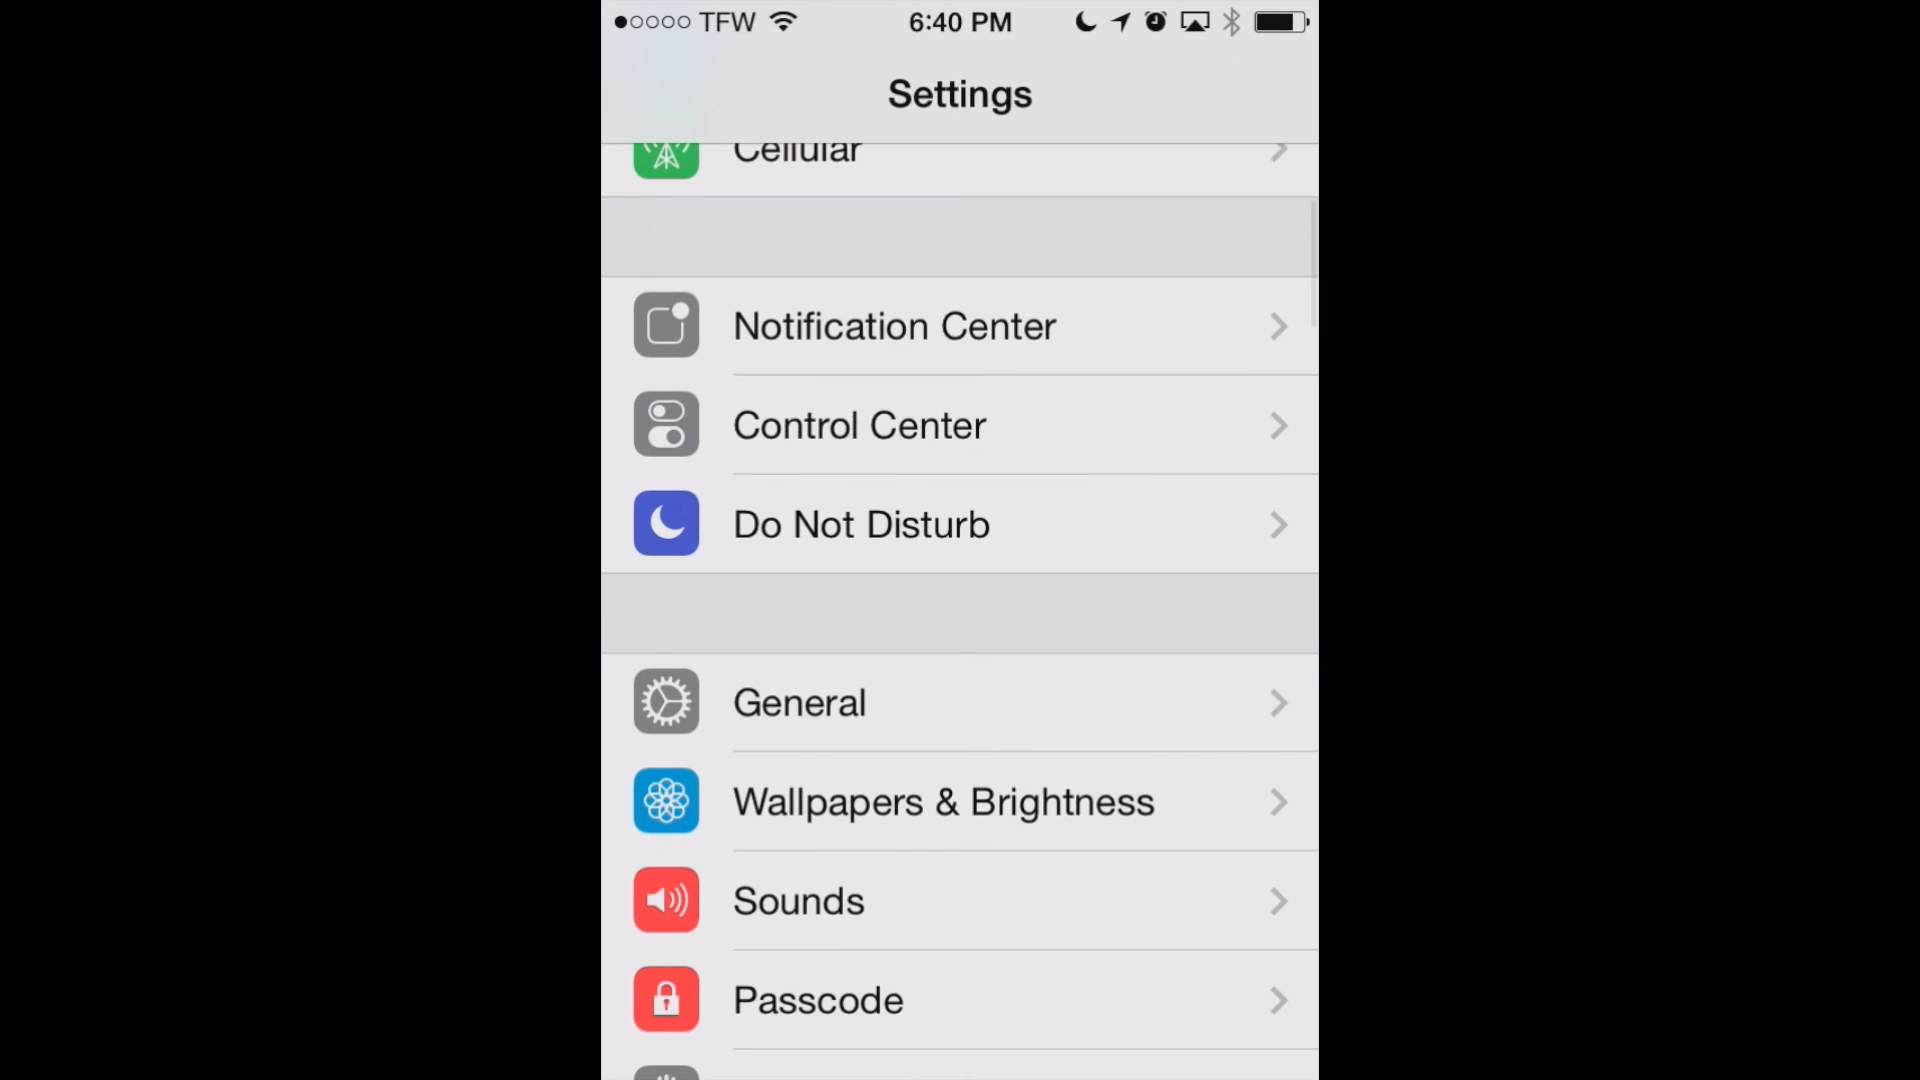 TFW 6:40 PM
Settings
Cellular
Notification Center
Control Center
Do Not Disturb
General
Wallpapers & Brightness
Sounds
Passcode